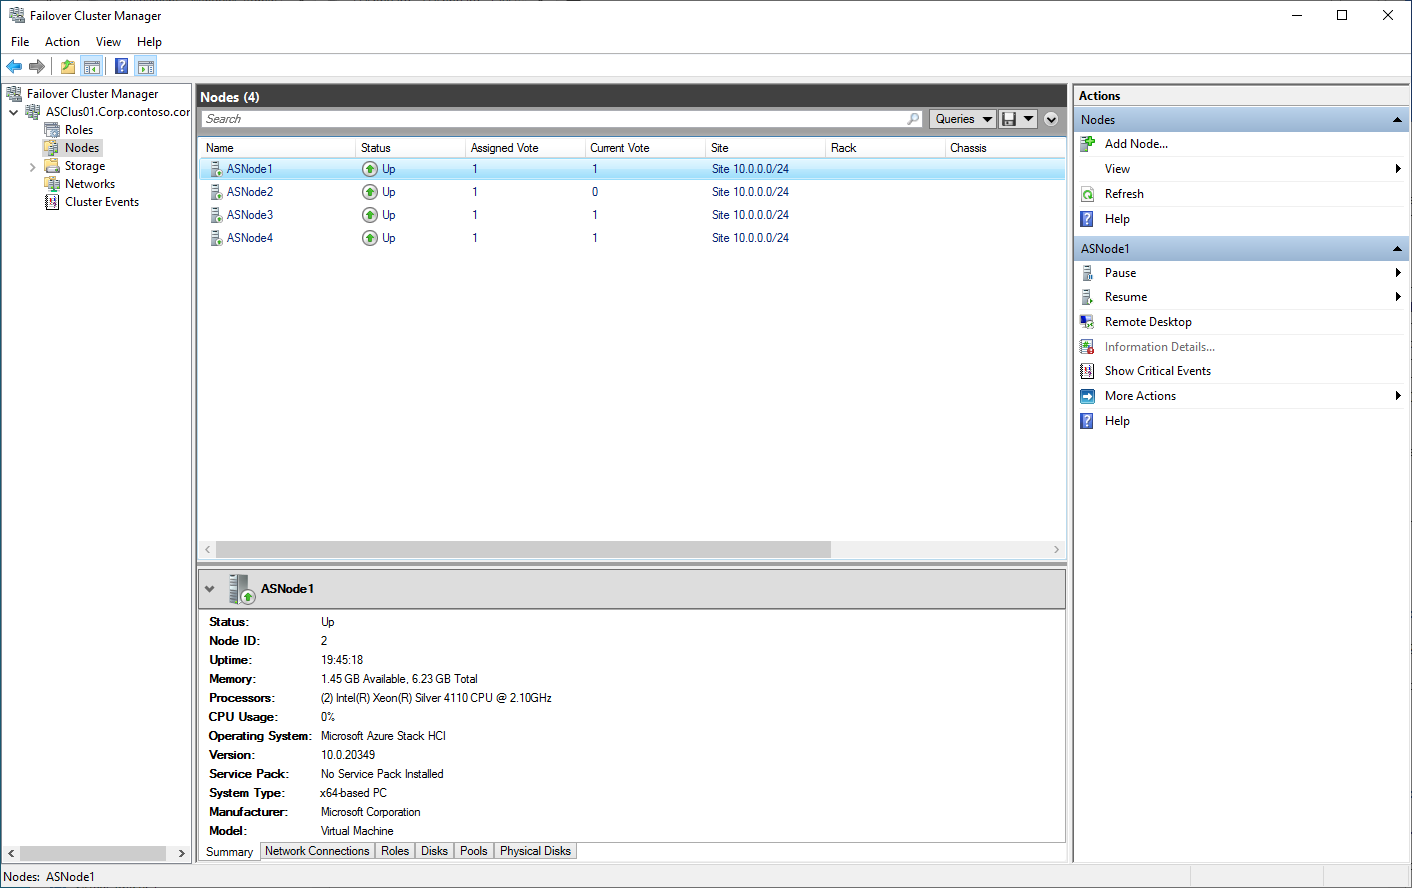 Failover Cluster Manager
File Action View Help
Failover Cluster Manager
ASClus01.Corp.contoso.cor
Roles
Nodes
Storage
Networks
Cluster Events
Nodes (4)
Search
Queries
Name Status Assigned Vote Current Vote Site Rack Chassis
ASNode1 Up 1 1 Site 10.0.0.0/24
ASNode2 Up 1 0 Site 10.0.0.0/24
ASNode3 Up 1 1 Site 10.0.0.0/24
ASNode4 Up 1 1 Site 10.0.0.0/24
ASNode1
Status: Up
Node ID: 2
Uptime: 19:45:18
Memory: 1.45 GB Available, 6.23 GB Total
Processors: (2) Intel(R) Xeon(R) Silver 4110 CPU @ 2.10GHz
CPU Usage: 0%
Operating System: Microsoft Azure Stack HCI
Version: 10.0.20349
Service Pack: No Service Pack Installed
System Type: x64-based PC
Manufacturer: Microsoft Corporation
Model: Virtual Machine
Summary Network Connections Roles Disks Pools Physical Disks
Actions
Nodes
Add Node...
View
Refresh
Help
ASNode1
Pause
Resume
Remote Desktop
Information Details...
Show Critical Events
More Actions
Help
Nodes: ASNode1